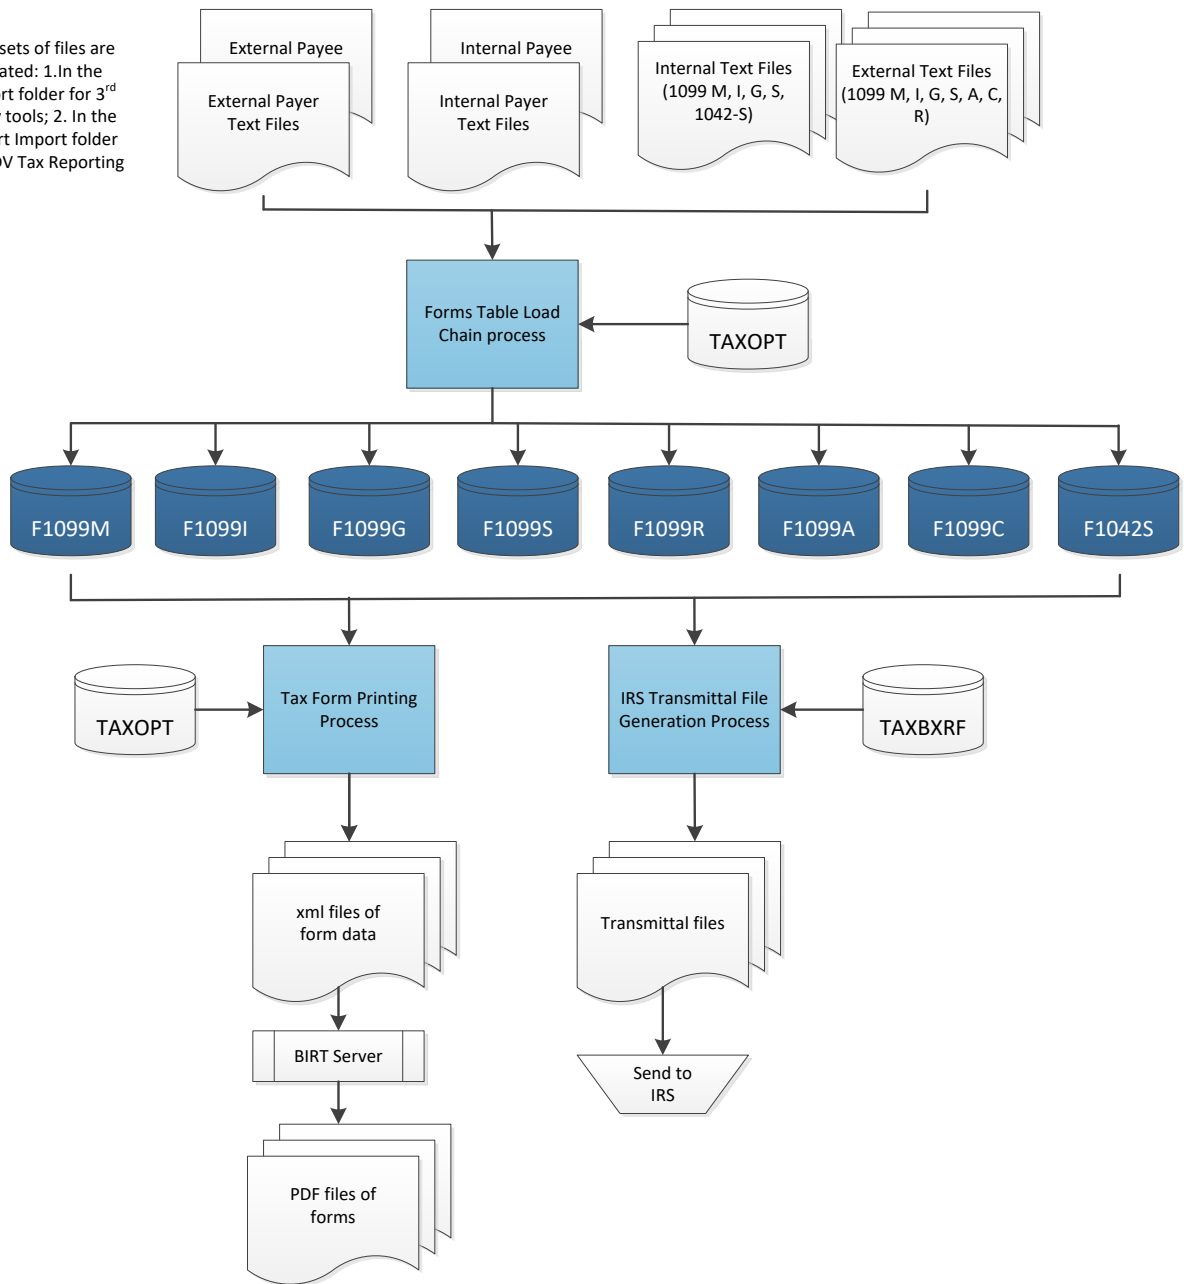 sets of files are
ated: 1.In the
rt folder for 3rd
y tools; 2. In the
rt Import folder
OV Tax Reporting
External Payee
External Payer
Text Files
Internal Payee
Internal Payer
Text Files
Internal Text Files
(1099 M, I, G, S,
1042-S)
External Text Files
(1099 M, I, G, S, A, C,
R)
Forms Table Load
Chain process
TAXOPT
F1099M
F1099I
F1099G
F1099S
F1099R
F1099A
F1099C
F1042S
TAXOPT
Tax Form Printing
Process
IRS Transmittal File
Generation Process
TAXBXRF
xml files of
form data
Transmittal files
BIRT Server
Send to
IRS
PDF files of
forms